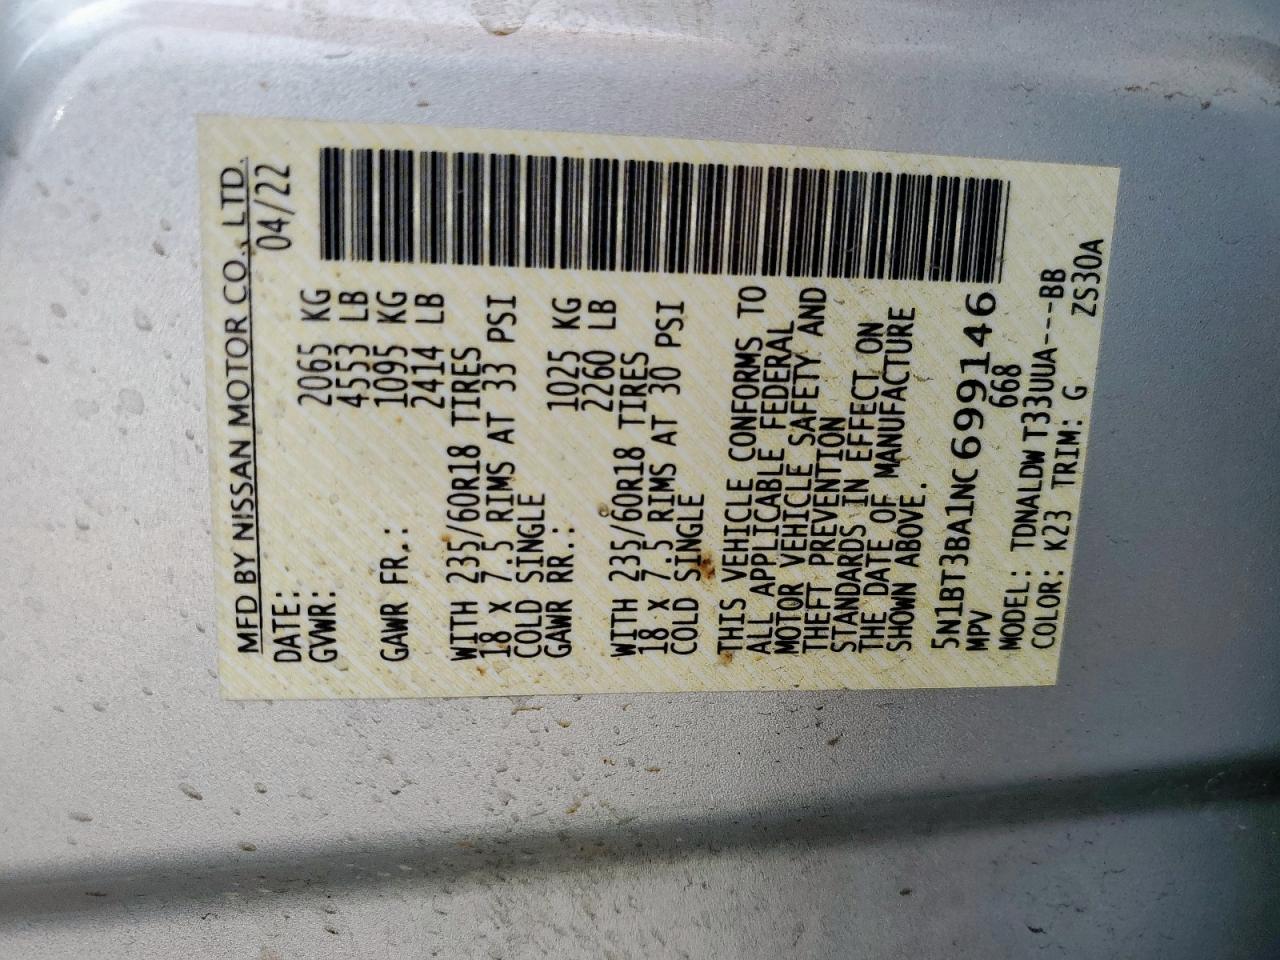 MFD BY NISSAN MOTOR CO., LTD.
DATE: 04/22
GVWR: 2065 KG
4553 LB
GAWR FR.: 1095 KG
2414 LB
WITH 235/60R18 TIRES
18 X 7.5 RIMS AT 33 PSI
COLD SINGLE
GAWR RR.: 1025 KG
2260 LB
WITH 235/60R18 TIRES
18 X 7.5 RIMS AT 30 PSI
COLD SINGLE
THIS VEHICLE CONFORMS TO
ALL APPLICABLE FEDERAL
MOTOR VEHICLE SAFETY AND
THEFT PREVENTION
STANDARDS IN EFFECT ON
THE DATE OF MANUFACTURE
SHOWN ABOVE.
5N1BT3BA1NC699146
MPV 668
MODEL: TDNALDWT33UUA---BB
COLOR: K23 TRIM: G ZS30A